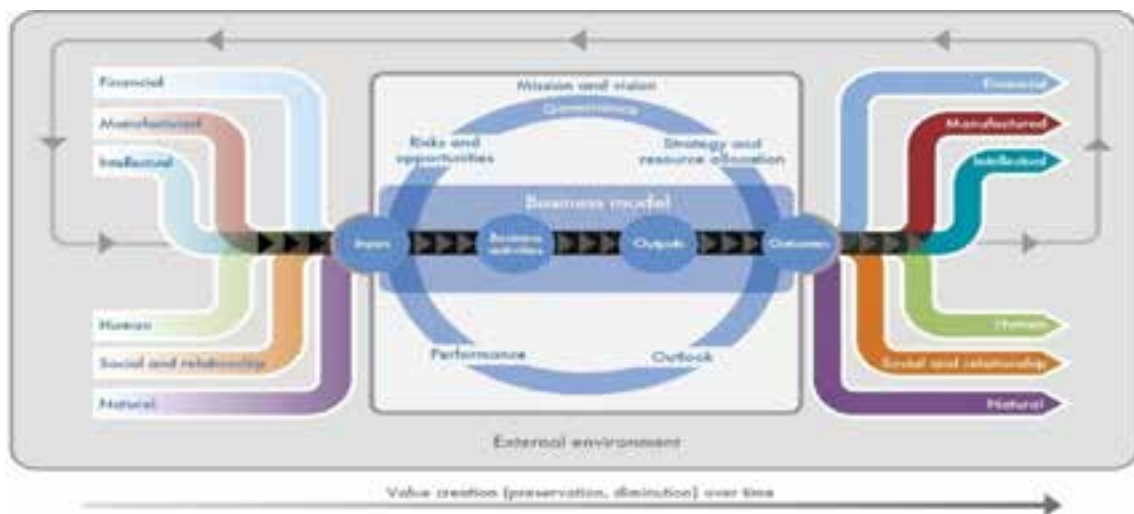 Financial
Manufactured
Intellectual
Human
Social and relationship
Natural
Mission and vision
Governance
Risks and
opportunities
Strategy and
resource allocation
Business model
Inputs
Business
activities
Outputs
Outcomes
Performance
Outlook
Financial
Manufactured
Intellectual
Human
Social and relationship
Natural
External environment
Value creation (preservation, diminution) over time